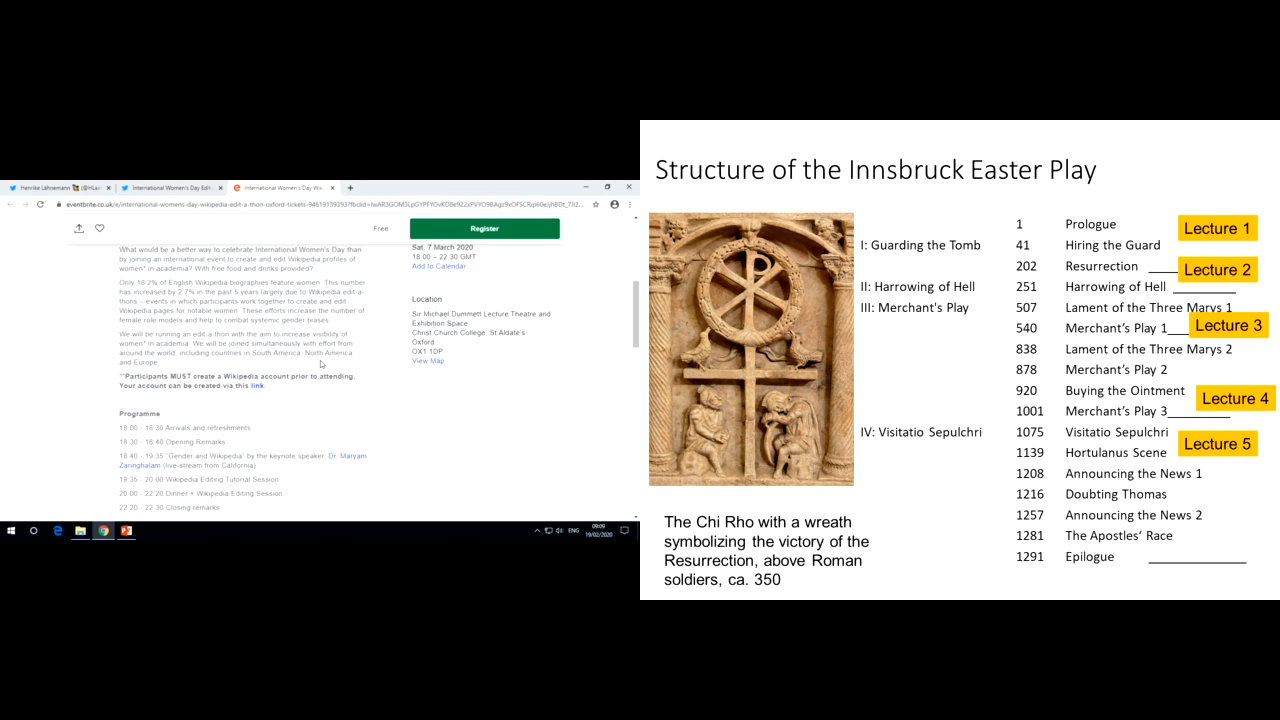 Henrike Lähnemann
International Women's Day Edi
International Women's Day Wi
Free
Register
What would be a better way to celebrate International Women's Day than
by joining an international event to create and edit Wikipedia profiles of
women* in academia? With free food and drinks provided?
Only 18.2% of English Wikipedia biographies feature women. This number
has increased by 2.7% in the past 5 years largely due to Wikipedia edit-a-
thons – events in which participants work together to create and edit
Wikipedia pages for notable women. These efforts increase the number of
female role models and help to combat systemic gender biases.
We will be running an edit-a-thon with the aim to increase visibility of
women* in academia. We will be joined simultaneously with effort from
around the world, including countries in South America, North America
and Europe.
**Participants MUST create a Wikipedia account prior to attending.
Your account can be created via this link.
Programme
18 00 - 18 30 Arrivals and refreshments
18 30 - 18 40 Opening Remarks
18 40 - 19 35 "Gender and Wikipedia" by the keynote speaker, Dr. Maryam
Zaringhalam (live-stream from California)
19 35 - 20 00 Wikipedia Editing Tutorial Session
20 00 - 22 20 Dinner + Wikipedia Editing Session
22 20 - 22 30 Closing remarks
Sat, 7 March 2020
18 00 – 22 30 GMT
Add to Calendar
Location
Sir Michael Dummett Lecture Theatre and
Exhibition Space
Christ Church College, St Aldate's
Oxford
OX1 1DP
View Map
ENG
09:09
19/02/2020
Structure of the Innsbruck Easter Play
1 Prologue Lecture 1
I: Guarding the Tomb 41 Hiring the Guard
202 Resurrection Lecture 2
II: Harrowing of Hell 251 Harrowing of Hell
III: Merchant's Play 507 Lament of the Three Marys 1
540 Merchant's Play 1 Lecture 3
838 Lament of the Three Marys 2
878 Merchant's Play 2
920 Buying the Ointment Lecture 4
1001 Merchant's Play 3
IV: Visitatio Sepulchri 1075 Visitatio Sepulchri Lecture 5
1139 Hortulanus Scene
1208 Announcing the News 1
1216 Doubting Thomas
1257 Announcing the News 2
1281 The Apostles' Race
1291 Epilogue
The Chi Rho with a wreath
symbolizing the victory of the
Resurrection, above Roman
soldiers, ca. 350